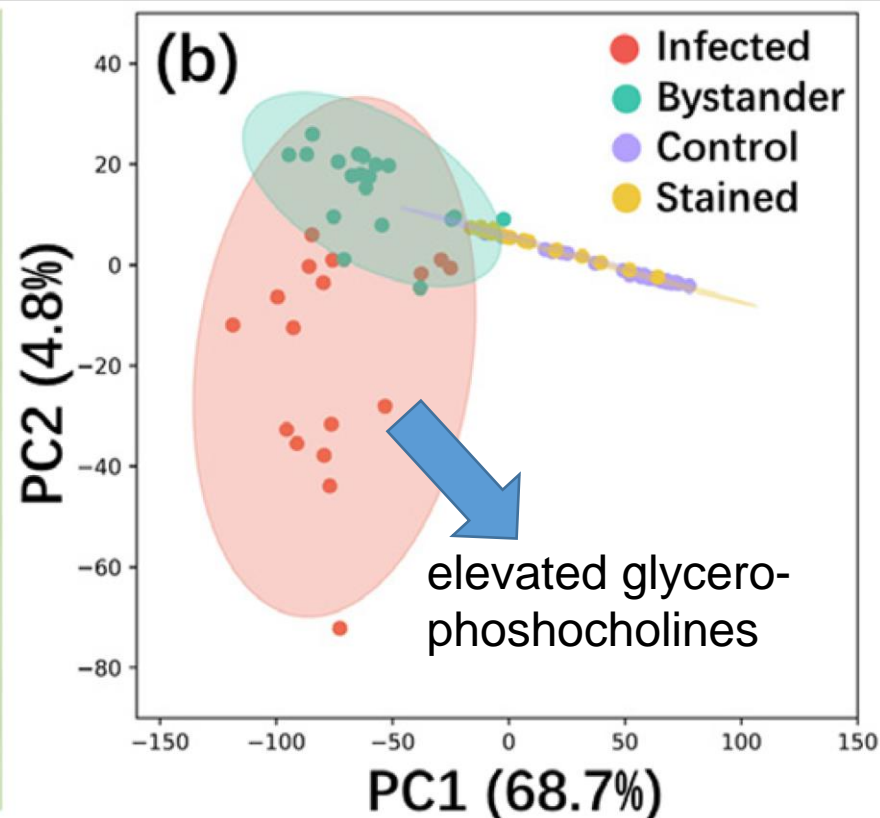 (b)
Infected
Bystander
Control
Stained
40
20
0
−20
−40
−60
−80
PC2 (4.8%)
elevated glycero-
phoshocholines
−150 −100 −50 0 50 100 150
PC1 (68.7%)